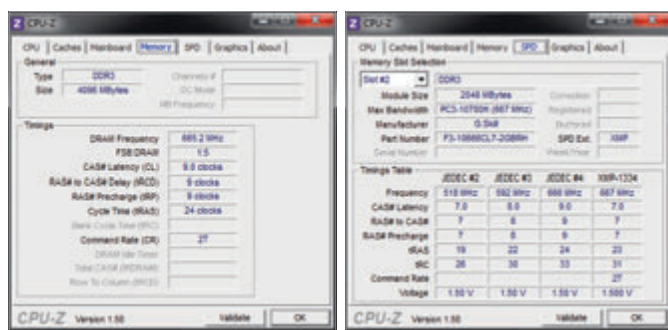 CPU-Z
CPU Caches Mainboard Memory SPD Graphics About
General
Type DDR3 Channels #
Size 4096 MBytes DC Mode
NB Frequency
Timings
DRAM Frequency 665.2 MHz
FSB:DRAM 1:5
CAS# Latency (CL) 9.0 clocks
RAS# to CAS# Delay (tRCD) 9 clocks
RAS# Precharge (tRP) 9 clocks
Cycle Time (tRAS) 24 clocks
Bank Cycle Time (tRC)
Command Rate (CR) 2T
DRAM Idle Timer
Total CAS# (tRDRAM)
Row To Column (tRCD)
CPU-Z Version 1.50 Validate OK
CPU-Z
CPU Caches Mainboard Memory SPD Graphics About
Memory Slot Selection
Slot #2 DDR3
Module Size 2048 MBytes Correction
Max Bandwidth PC3-10700H (667 MHz) Registered
Manufacturer G.Skill Buffered
Part Number F3-10666CL7-2GBRH SPD Ext. XMP
Serial Number Week/Year
Timings Table
JEDEC #2 JEDEC #3 JEDEC #4 XMP-1334
Frequency 518 MHz 592 MHz 666 MHz 667 MHz
CAS# Latency 7.0 8.0 9.0 7.0
RAS# to CAS# 7 8 9 7
RAS# Precharge 7 8 9 7
tRAS 19 22 24 20
tRC 26 30 33 31
Command Rate 2T
Voltage 1.50 V 1.50 V 1.50 V 1.500 V
CPU-Z Version 1.50 Validate OK